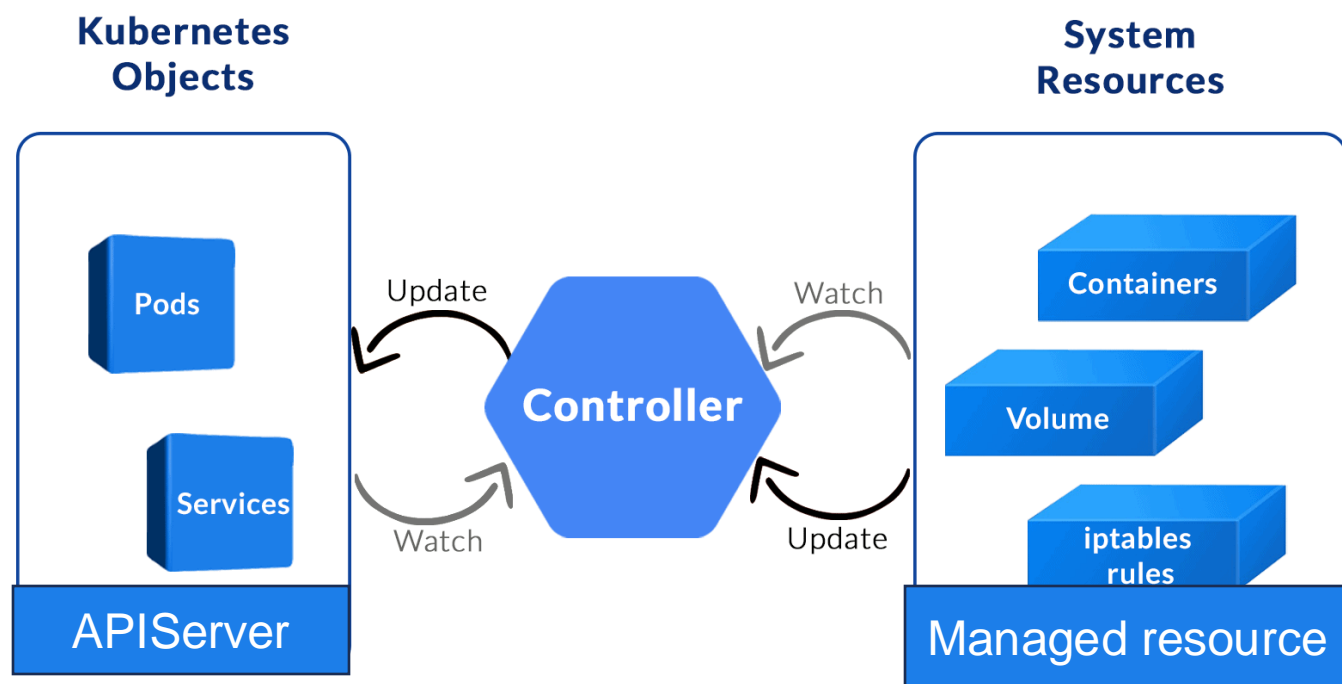 Kubernetes
Objects
System
Resources
Pods
Services
APIServer
Update
Watch
Controller
Watch
Update
Containers
Volume
iptables
rules
Managed resource